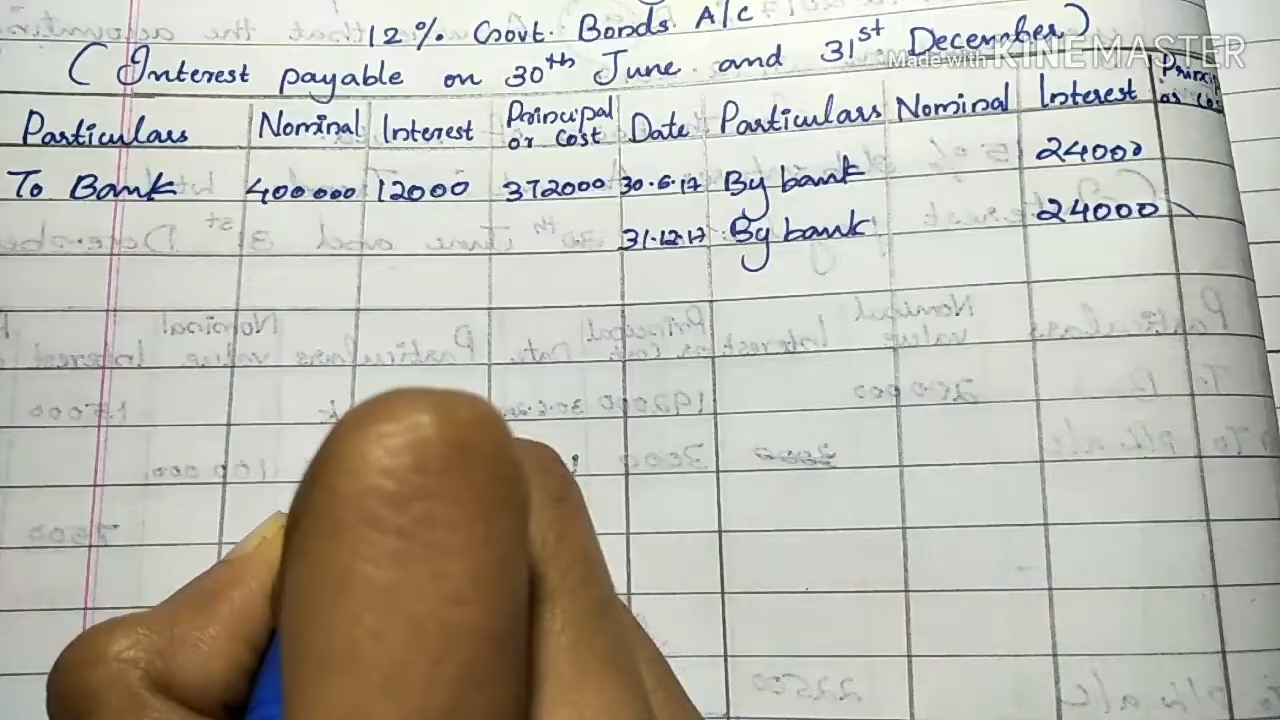 12% Govt. Bonds A/c
(Interest payable on 30th June and 31st December)
Made with KINEMASTER
Particulars Nominal Interest Principal or Cost Date Particulars Nominal Interest
To Bank 400000 12000 372000 30.6.17 By bank 24000
31.12.17 By bank 24000